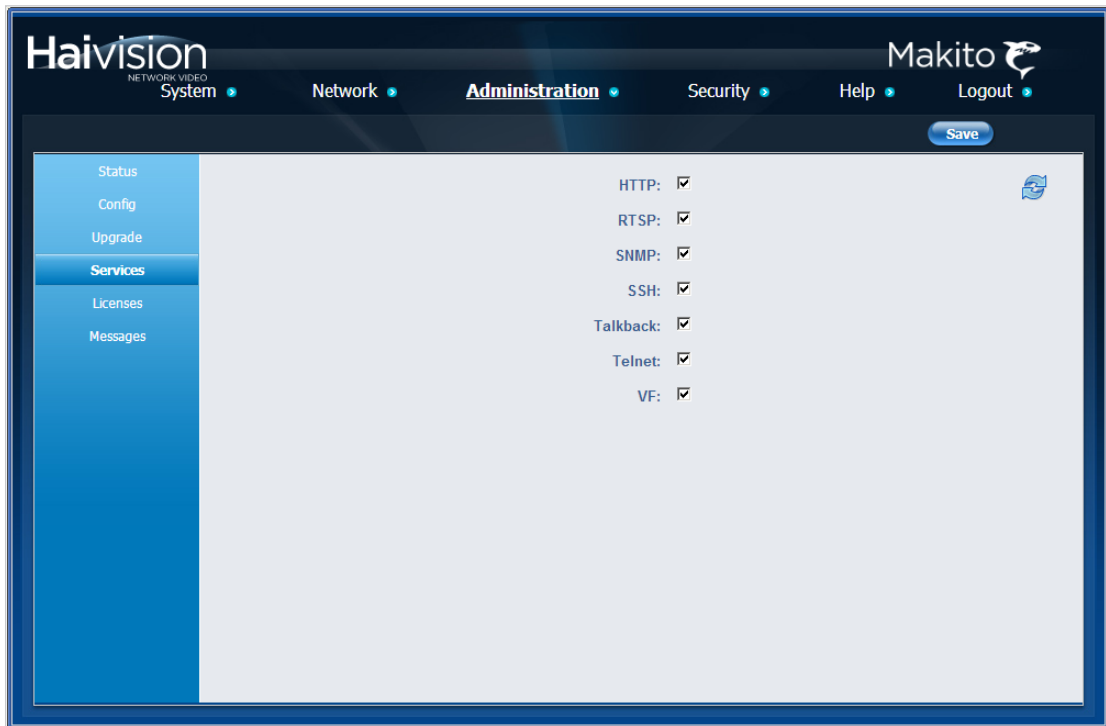 Haivision
NETWORK VIDEO
Makito
System Network Administration Security Help Logout
Save
Status
Config
Upgrade
Services
Licenses
Messages
HTTP:
RTSP:
SNMP:
SSH:
Talkback:
Telnet:
VF: